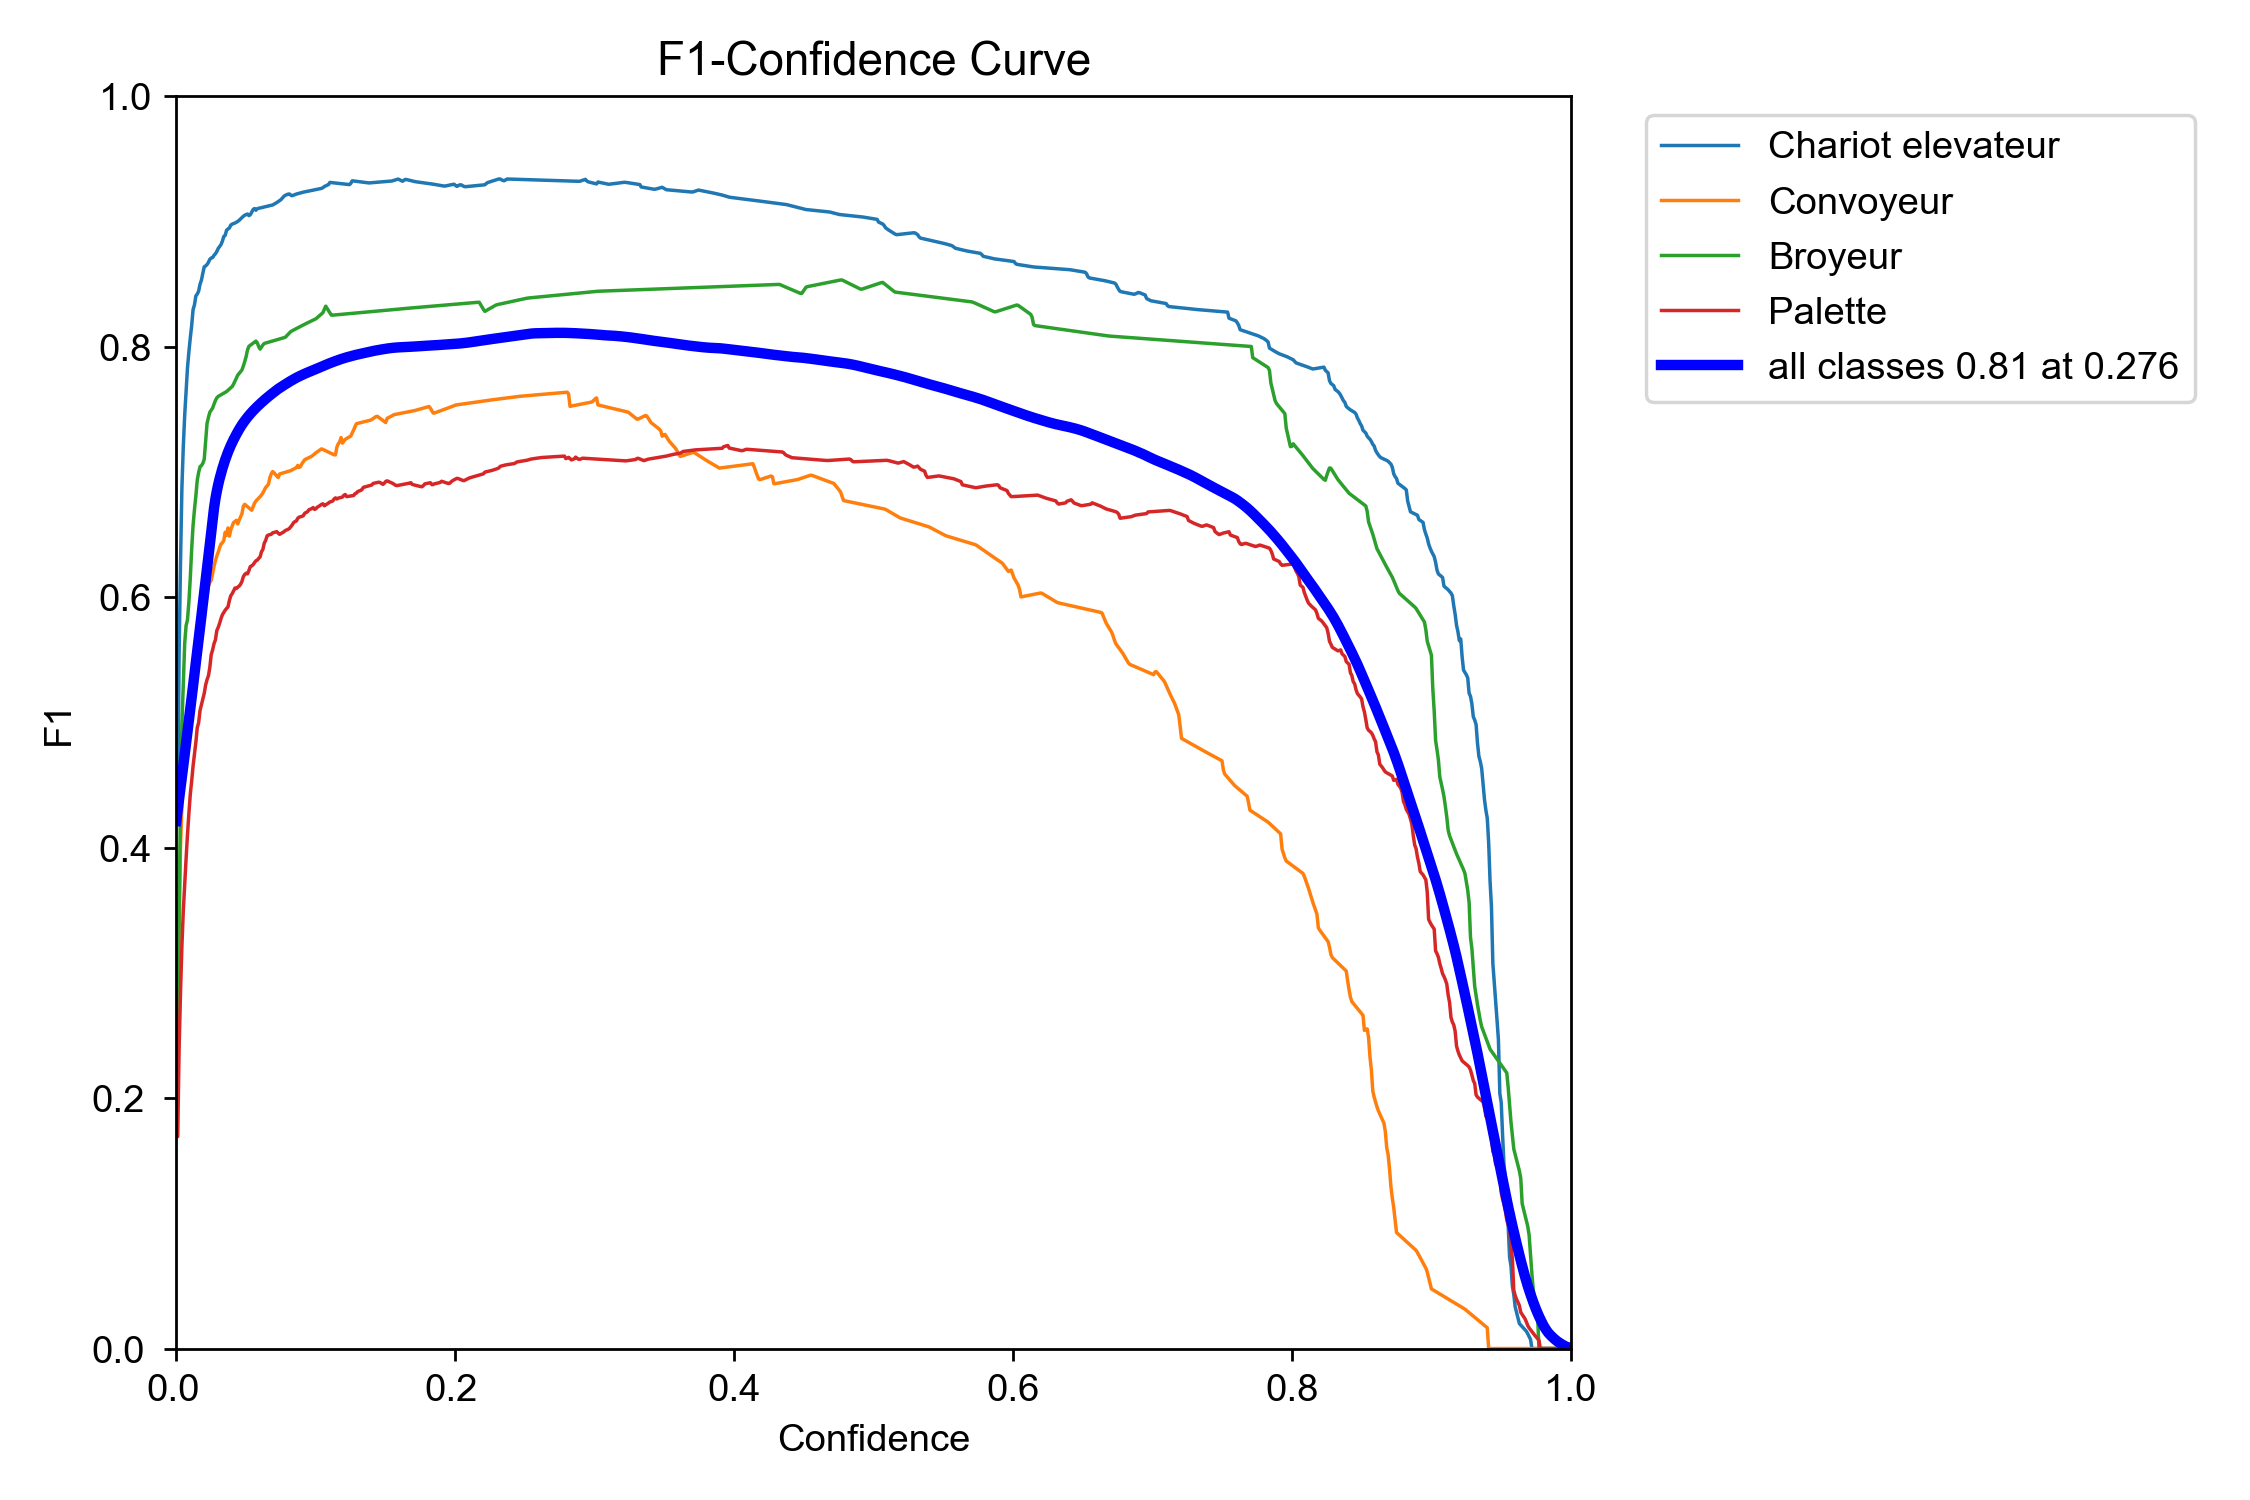 F1-Confidence Curve
1.0
0.8
0.6
0.4
0.2
0.0
F1
0.0 0.2 0.4 0.6 0.8 1.0
Confidence
Chariot elevateur
Convoyeur
Broyeur
Palette
all classes 0.81 at 0.276